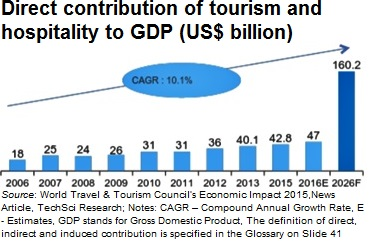 Direct contribution of tourism and
hospitality to GDP (US$ billion)
CAGR : 10.1%
160.2
18 25 24 26 31 31 36 40.1 42.8 47
2006 2007 2008 2009 2010 2011 2012 2013 2015 2016E 2026F
Source: World Travel & Tourism Council's Economic Impact 2015,News
Article, TechSci Research; Notes: CAGR – Compound Annual Growth Rate, E
- Estimates, GDP stands for Gross Domestic Product, The definition of direct,
indirect and induced contribution is specified in the Glossary on Slide 41